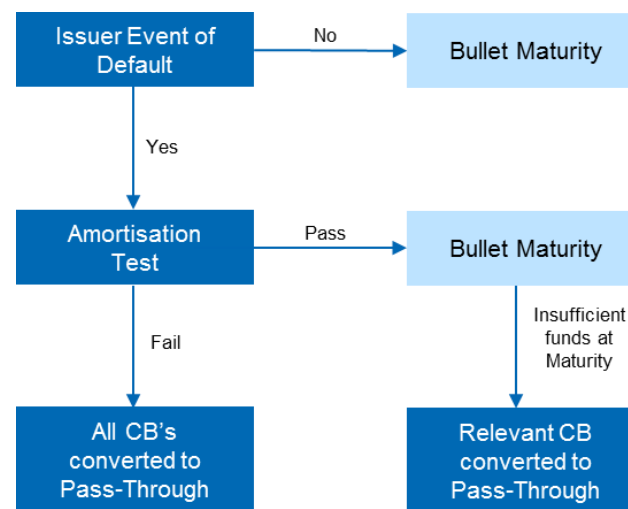 Issuer Event of
Default
No
Bullet Maturity
Yes
Amortisation
Test
Pass
Bullet Maturity
Fail
Insufficient
funds at
Maturity
All CB's
converted to
Pass-Through
Relevant CB
converted to
Pass-Through